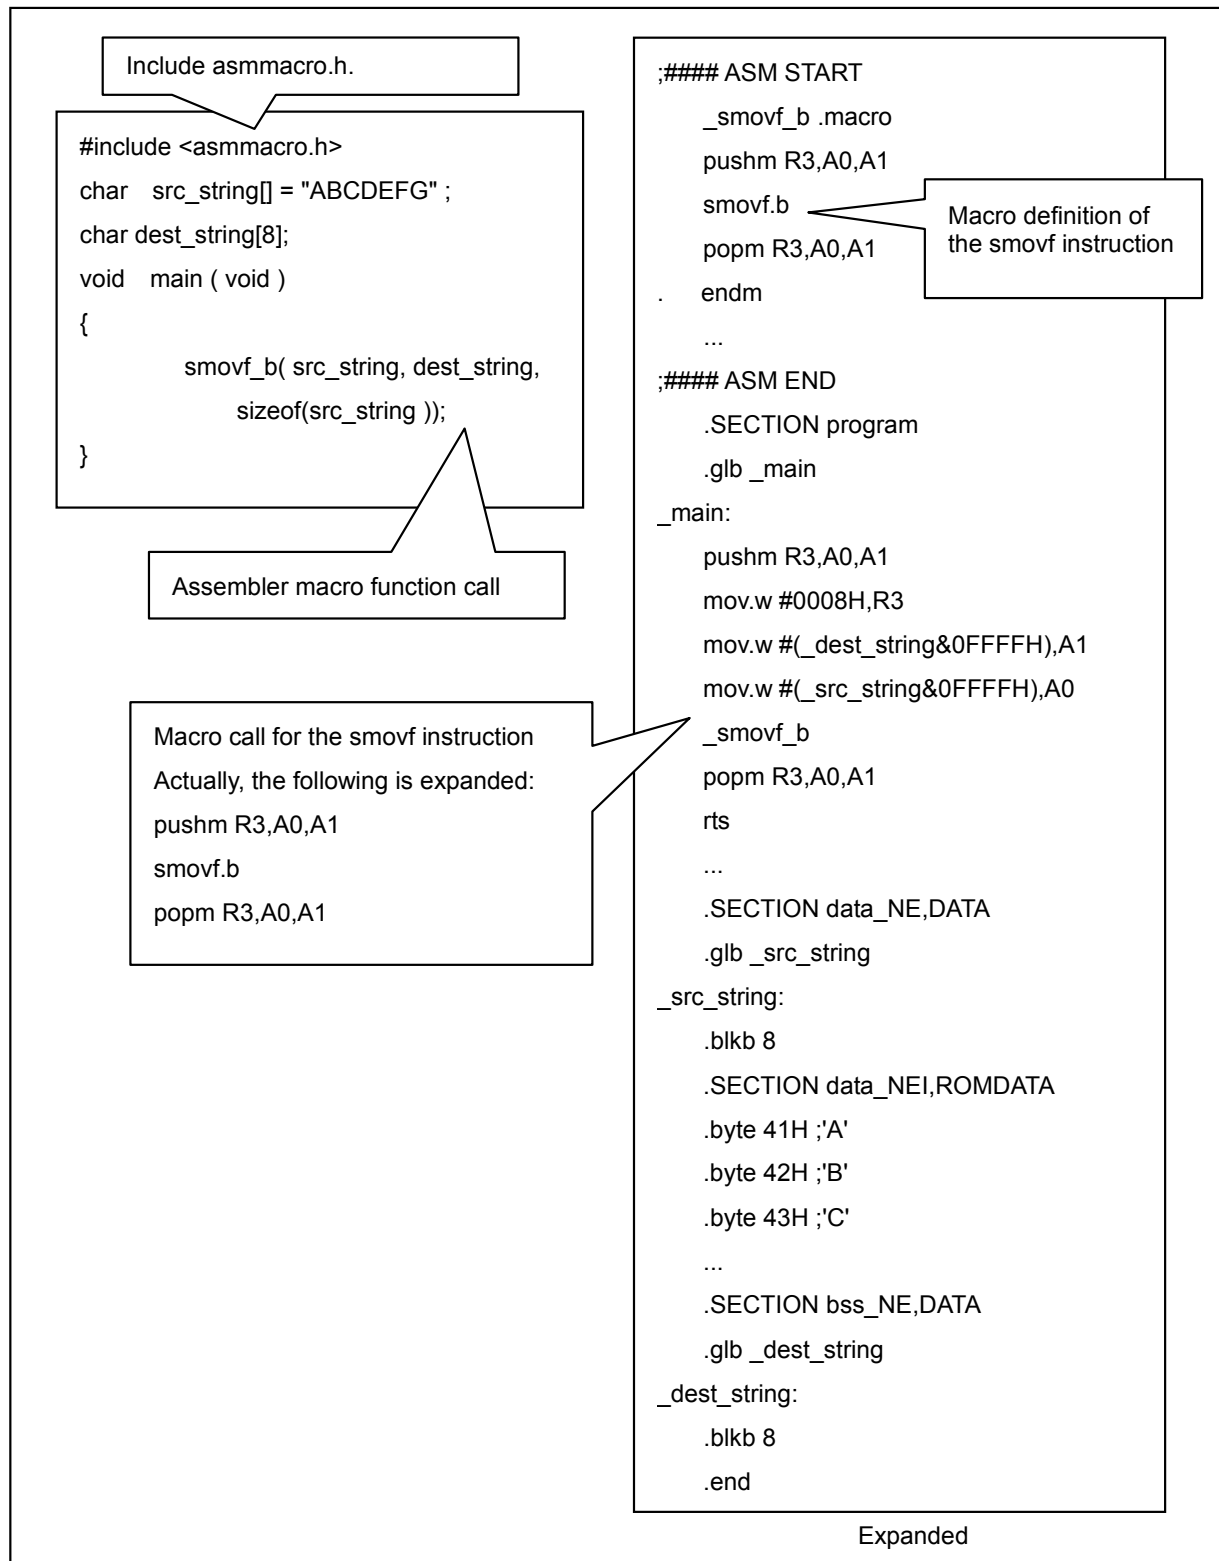 Include asmmacro.h.
#include <asmmacro.h>
char src_string[] = "ABCDEFG" ;
char dest_string[8];
void main ( void )
{
smovf_b( src_string, dest_string,
sizeof(src_string ));
}
Assembler macro function call
Macro call for the smovf instruction
Actually, the following is expanded:
pushm R3,A0,A1
smovf.b
popm R3,A0,A1
;#### ASM START
_smovf_b .macro
pushm R3,A0,A1
smovf.b
popm R3,A0,A1
. endm
...
;#### ASM END
.SECTION program
.glb _main
_main:
pushm R3,A0,A1
mov.w #0008H,R3
mov.w #(_dest_string&0FFFFH),A1
mov.w #(_src_string&0FFFFH),A0
_smovf_b
popm R3,A0,A1
rts
...
.SECTION data_NE,DATA
.glb _src_string
_src_string:
.blkb 8
.SECTION data_NEI,ROMDATA
.byte 41H ;'A'
.byte 42H ;'B'
.byte 43H ;'C'
...
.SECTION bss_NE,DATA
.glb _dest_string
_dest_string:
.blkb 8
.end
Macro definition of
the smovf instruction
Expanded